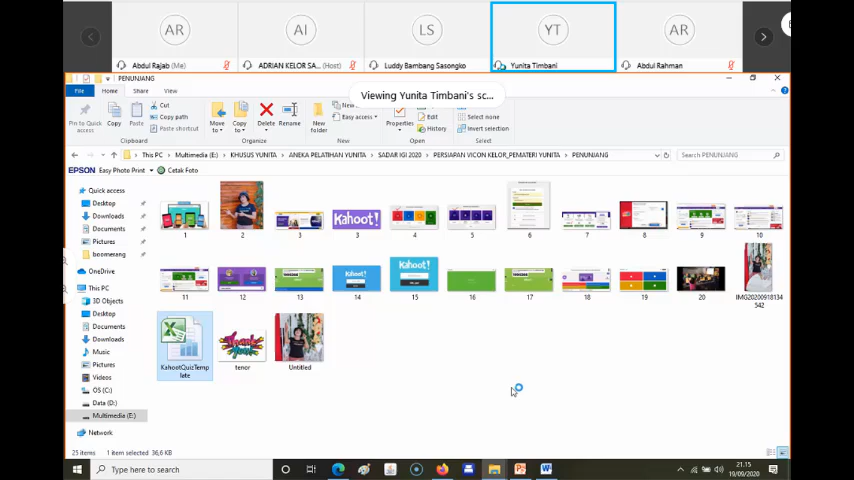 AR
AI
LS
YT
AR
Abdul Rajab (Me)
ADRIAN KELOR SA... (Host)
Luddy Bambang Sasongko
Yunita Timbani
Abdul Rahman
PENUNJANG
Viewing Yunita Timbani's sc...
File
Home
Share
View
Pin to Quick access
Copy
Paste
Cut
Copy path
Paste shortcut
Move to
Copy to
Delete
Rename
New folder
Easy access
Properties
Open
Edit
History
Select none
Invert selection
Clipboard
Organize
New
Open
Select
This PC > Multimedia (E:) > KHUSUS YUNITA > ANEKA PELATIHAN YUNITA > SADAR IGI 2020 > PERSIAPAN VICON KELOR_PEMATERI YUNITA > PENUNJANG
Search PENUNJANG
EPSON Easy Photo Print
Cetak Foto
Quick access
Desktop
Downloads
Documents
Pictures
boomerang
OneDrive
This PC
3D Objects
Desktop
Documents
Downloads
Music
Pictures
Videos
OS (C:)
Data (D:)
Multimedia (E:)
Network
Kahoot!
1 2 3 3 4 5 6 7 8 9 10
Kahoot!
Kahoot!
11 12 13 14 15 16 17 18 19 20 IMG20200918134542
Thank You!
KahootQuizTemplate
tenor
Untitled
25 items 1 item selected 36,6 KB
Type here to search
21.15
19/09/2020